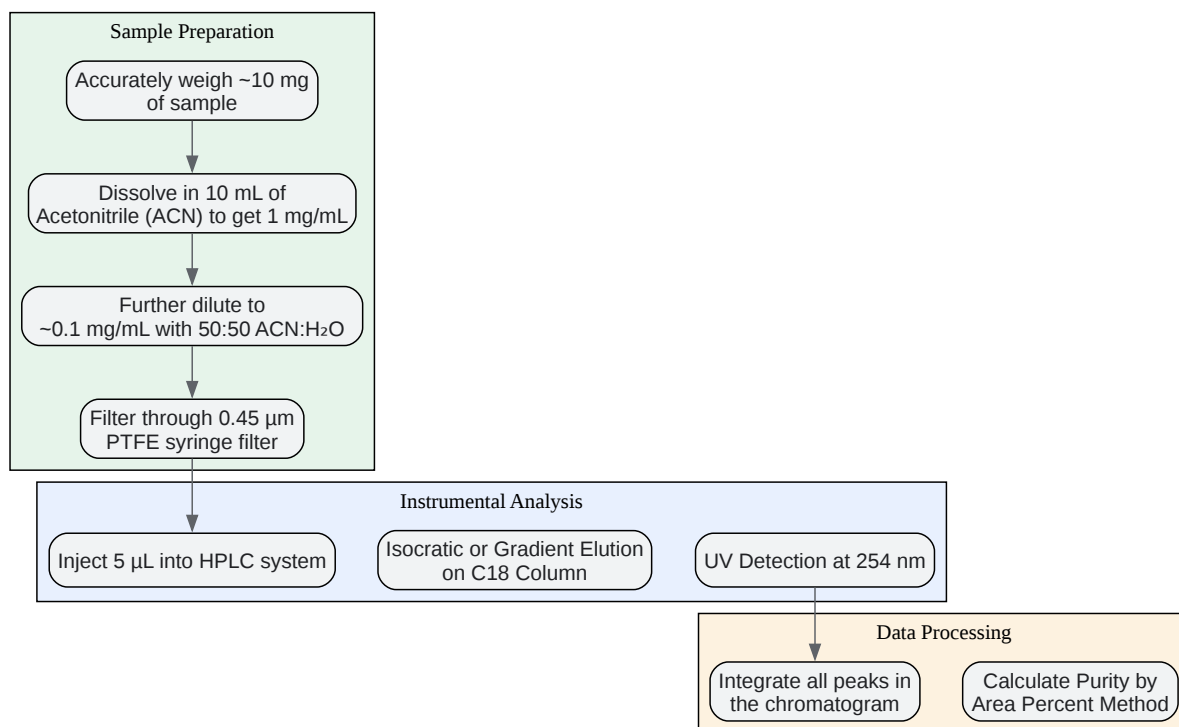 Sample Preparation
Accurately weigh ~10 mg
of sample
Dissolve in 10 mL of
Acetonitrile (ACN) to get 1 mg/mL
Further dilute to
~0.1 mg/mL with 50:50 ACN:H₂O
Filter through 0.45 µm
PTFE syringe filter
Instrumental Analysis
Inject 5 µL into HPLC system
Isocratic or Gradient Elution
on C18 Column
UV Detection at 254 nm
Data Processing
Integrate all peaks in
the chromatogram
Calculate Purity by
Area Percent Method